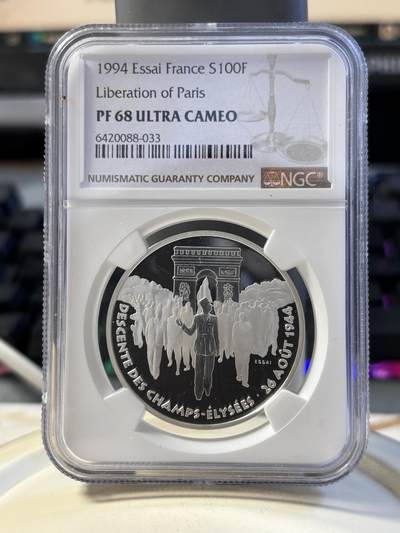 1994 Essai France S100F
Liberation of Paris
PF 68 ULTRA CAMEO
6420088-033
NUMISMATIC GUARANTY COMPANY
NGC
DESCENTE DES CHAMPS-ÉLYSÉES · 26 AOÛT 1944
ESSAI